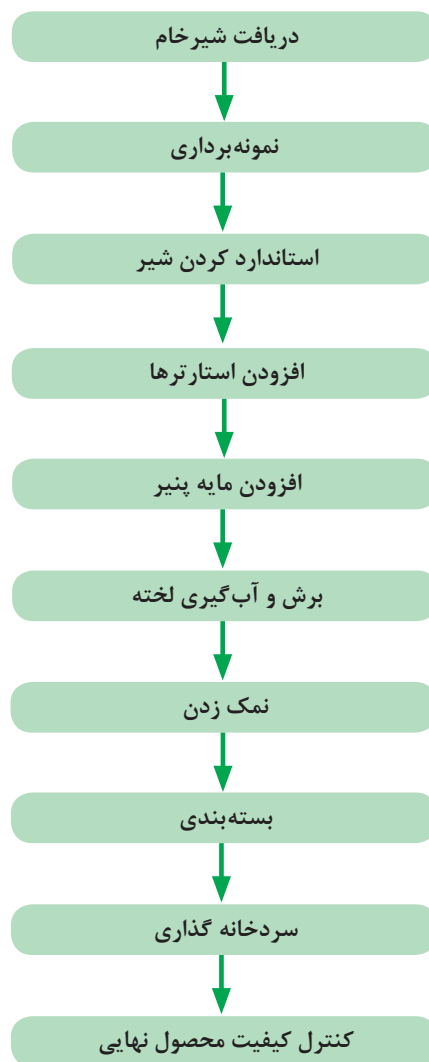 دریافت شیرخام
نمونه‌برداری
استاندارد کردن شیر
افزودن استارترها
افزودن مایه پنیر
برش و آب‌گیری لخته
نمک زدن
بسته‌بندی
سردخانه گذاری
کنترل کیفیت محصول نهایی